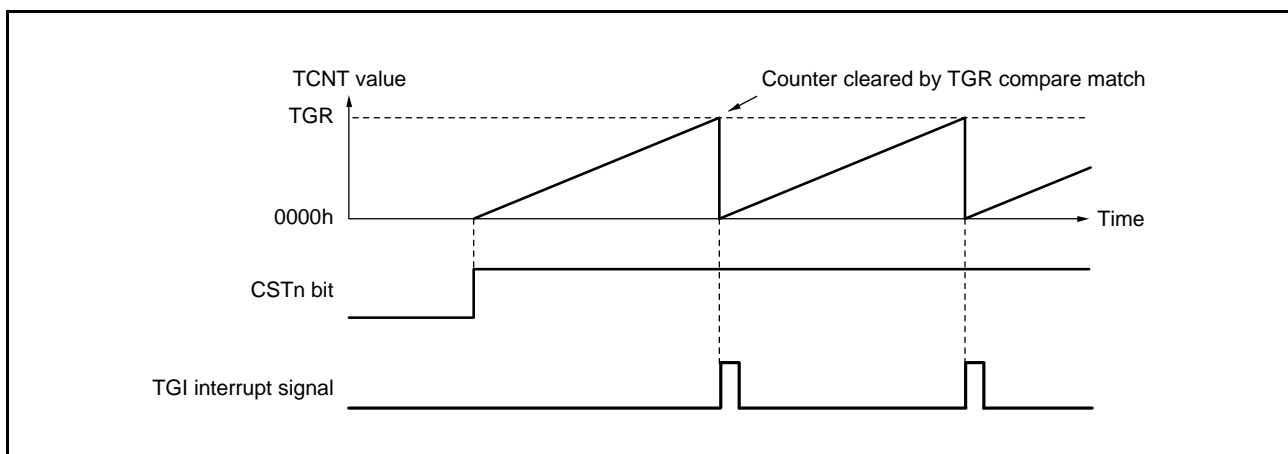 TCNT value
Counter cleared by TGR compare match
TGR
0000h
Time
CSTn bit
TGI interrupt signal